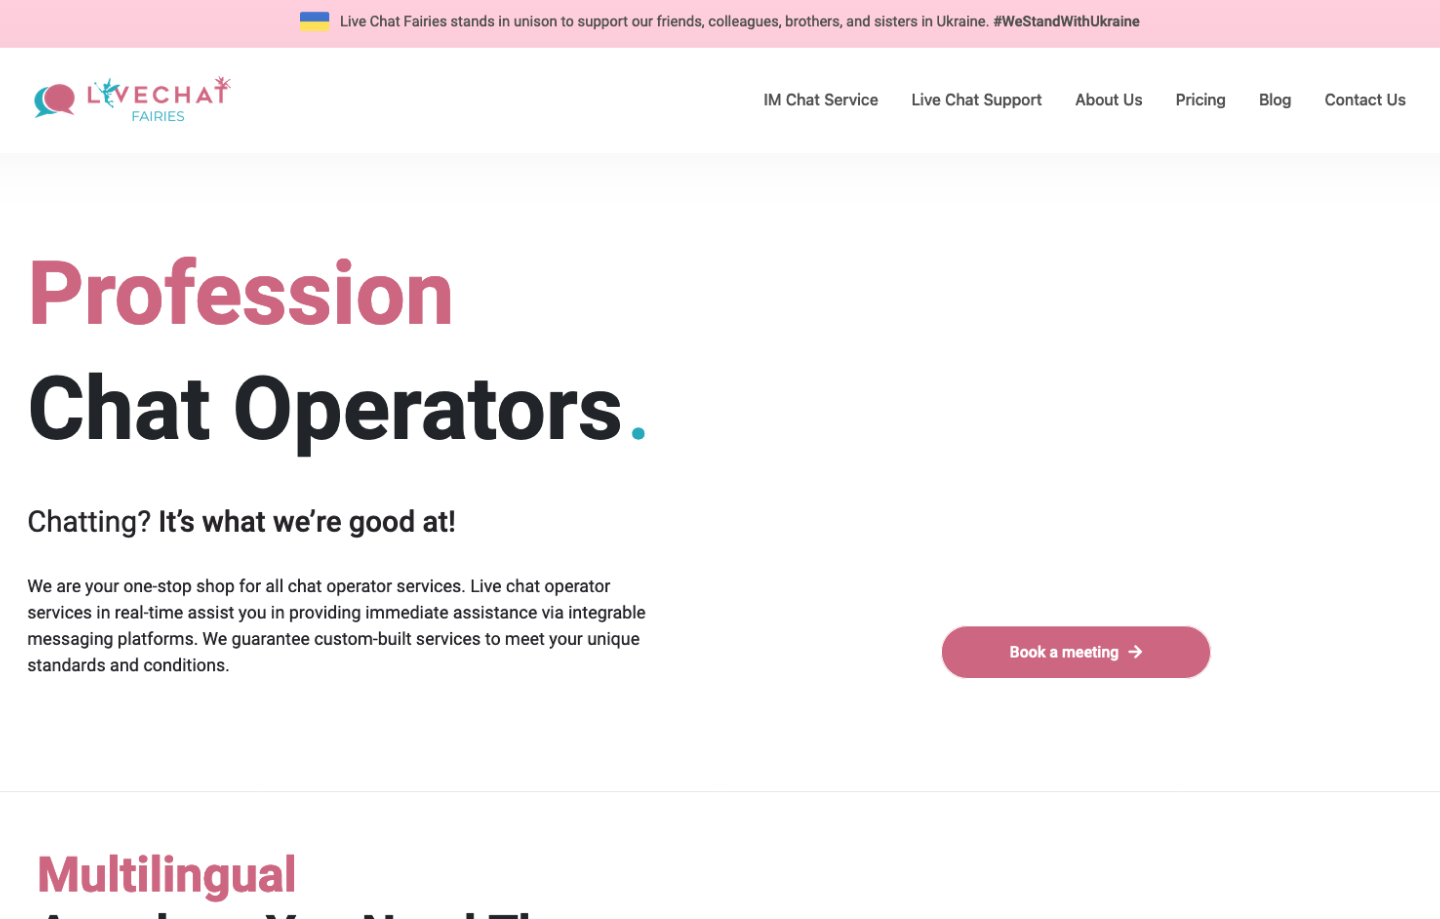 Live Chat Fairies stands in unison to support our friends, colleagues, brothers, and sisters in Ukraine. #WeStandWithUkraine
LIVECHAT
FAIRIES
IM Chat Service
Live Chat Support
About Us
Pricing
Blog
Contact Us
Profession
Chat Operators.
Chatting? It’s what we’re good at!
We are your one-stop shop for all chat operator services. Live chat operator
services in real-time assist you in providing immediate assistance via integrable
messaging platforms. We guarantee custom-built services to meet your unique
standards and conditions.
Book a meeting
Multilingual